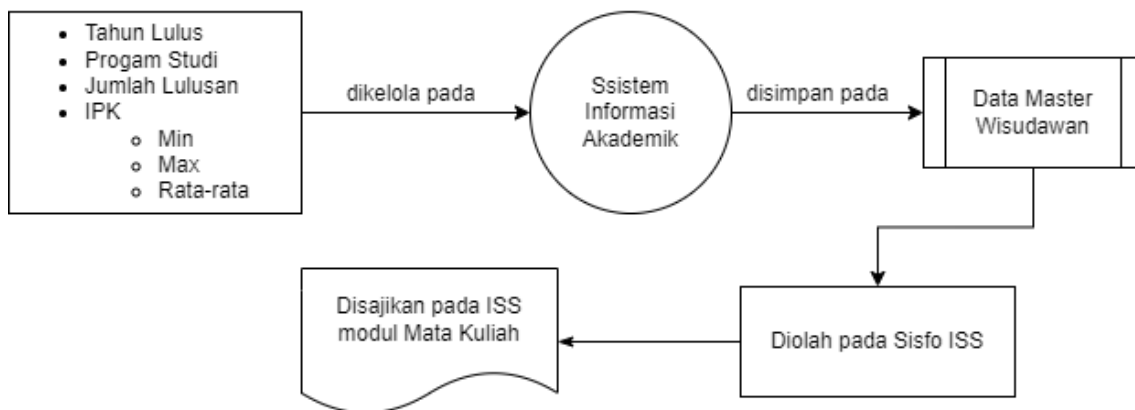 Tahun Lulus
Progam Studi
Jumlah Lulusan
IPK
Min
Max
Rata-rata
dikelola pada
Ssistem
Informasi
Akademik
disimpan pada
Data Master
Wisudawan
Diolah pada Sisfo ISS
Disajikan pada ISS
modul Mata Kuliah